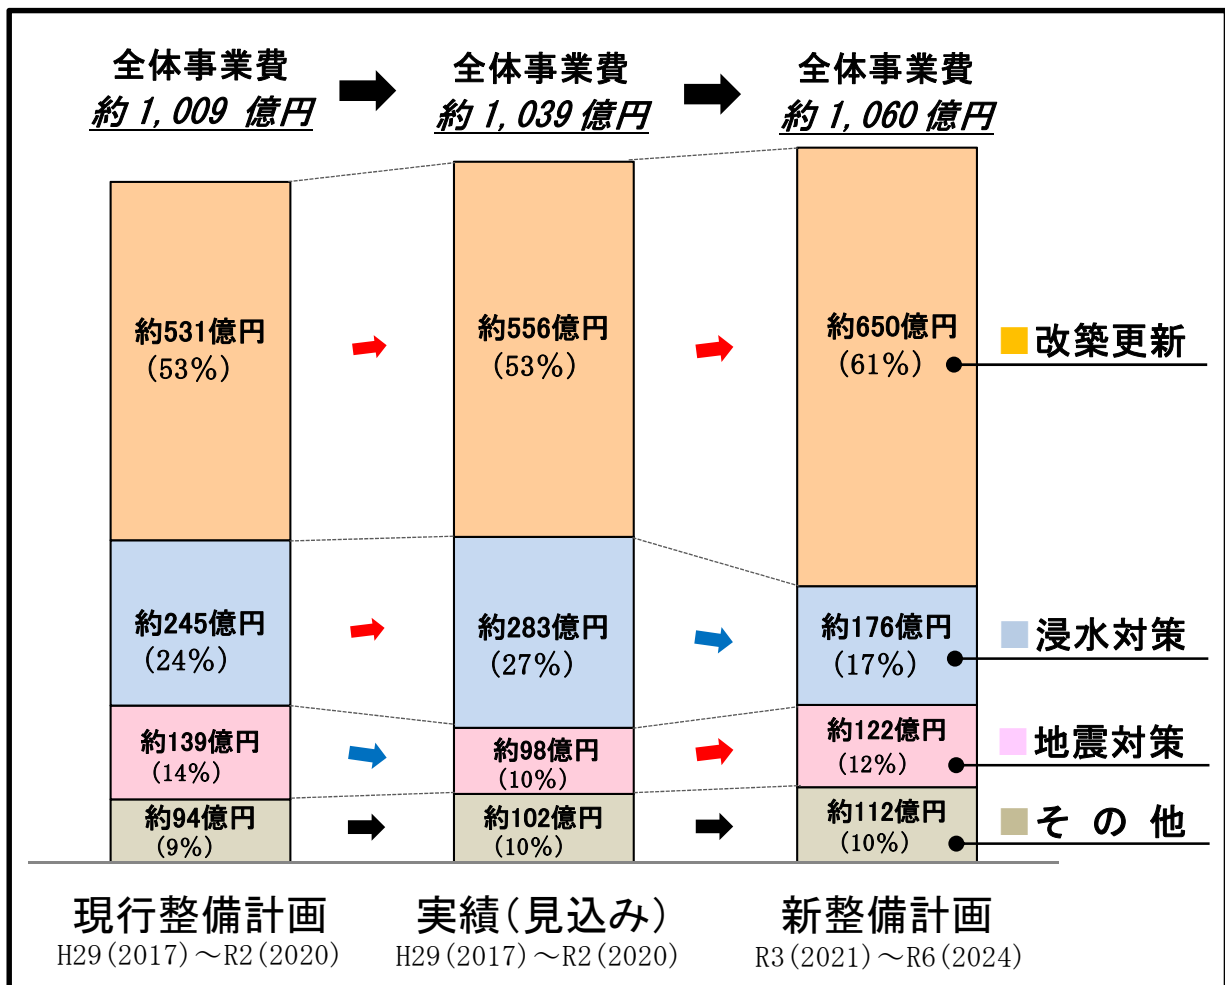 全体事業費
約 1,009 億円
全体事業費
約 1,039 億円
全体事業費
約 1,060 億円
約531億円
(53%)
約556億円
(53%)
約650億円
(61%)
改築更新
約245億円
(24%)
約283億円
(27%)
約176億円
(17%)
浸水対策
約139億円
(14%)
約98億円
(10%)
約122億円
(12%)
地震対策
約94億円
(9%)
約102億円
(10%)
約112億円
(10%)
その他
現行整備計画
H29(2017)～R2(2020)
実績(見込み)
H29(2017)～R2(2020)
新整備計画
R3(2021)～R6(2024)